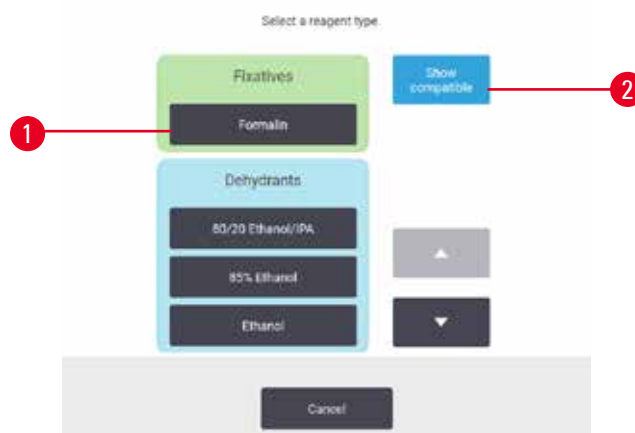 Select a reagent type.
Fixatives
Show
compatible
2
1
Formalin
Dehydrants
80/20 Ethanol/IPA
85% Ethanol
Ethanol
Cancel